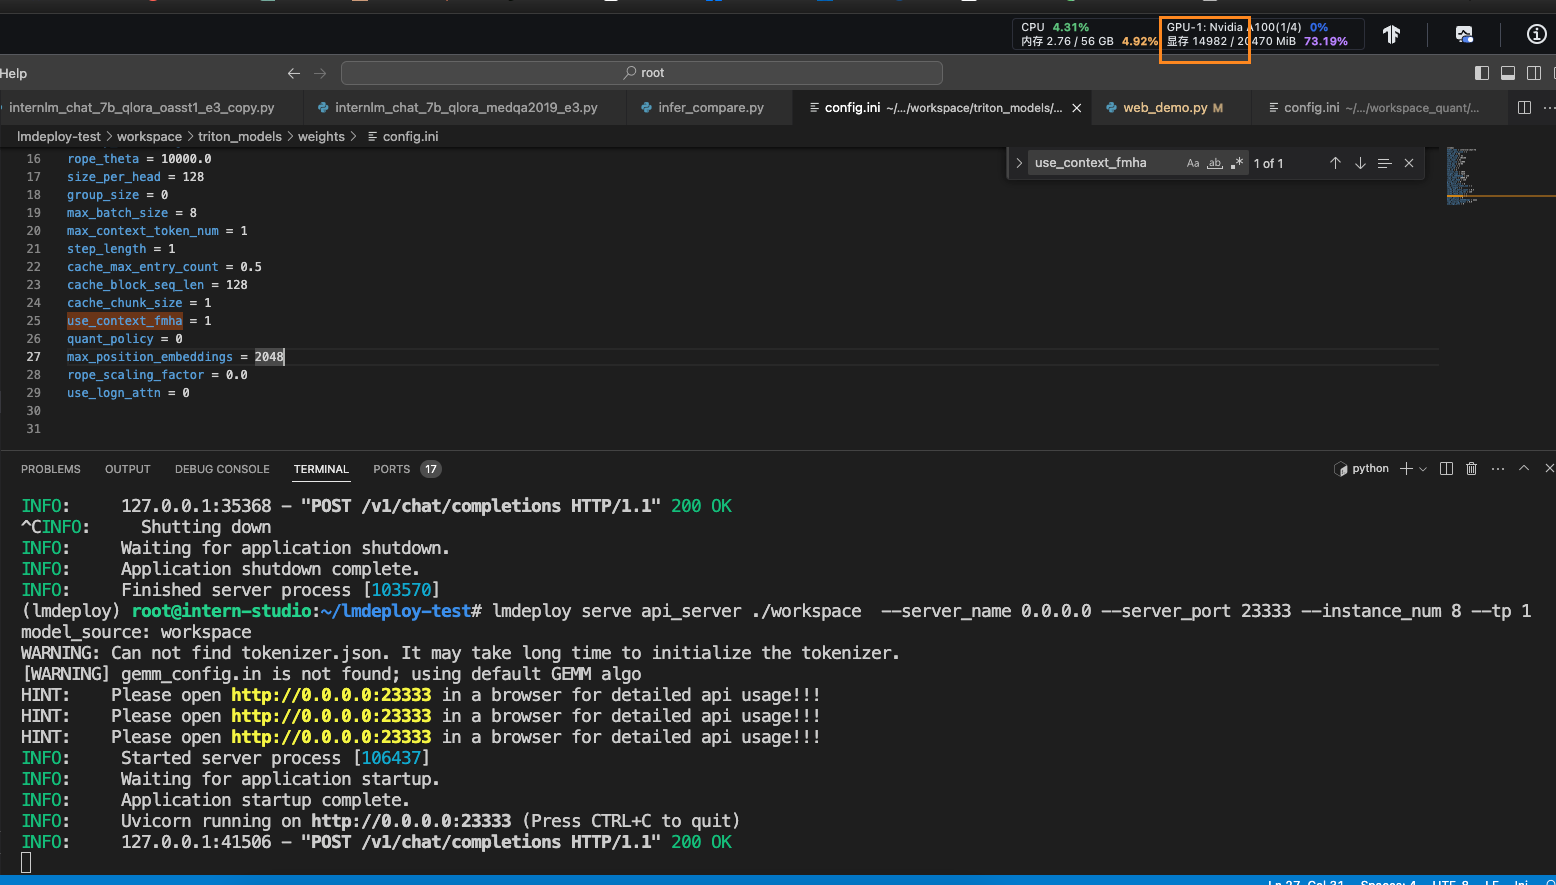 CPU 4.31%
内存 2.76 / 56 GB 4.92%
GPU-1: Nvidia A100(1/4) 0%
显存 14982 / 20470 MiB 73.19%
Help
root
internlm_chat_7b_qlora_oasst1_e3_copy.py
internlm_chat_7b_qlora_medqa2019_e3.py
infer_compare.py
config.ini ~/.../workspace/triton_models/...
web_demo.py M
config.ini ~/.../workspace_quant/...
lmdeploy-test > workspace > triton_models > weights > config.ini
use_context_fmha Aa ab 1 of 1
16 rope_theta = 10000.0
17 size_per_head = 128
18 group_size = 0
19 max_batch_size = 8
20 max_context_token_num = 1
21 step_length = 1
22 cache_max_entry_count = 0.5
23 cache_block_seq_len = 128
24 cache_chunk_size = 1
25 use_context_fmha = 1
26 quant_policy = 0
27 max_position_embeddings = 2048
28 rope_scaling_factor = 0.0
29 use_logn_attn = 0
30
31
PROBLEMS OUTPUT DEBUG CONSOLE TERMINAL PORTS 17
python
INFO: 127.0.0.1:35368 - "POST /v1/chat/completions HTTP/1.1" 200 OK
^CINFO: Shutting down
INFO: Waiting for application shutdown.
INFO: Application shutdown complete.
INFO: Finished server process [103570]
(lmdeploy) root@intern-studio:~/lmdeploy-test# lmdeploy serve api_server ./workspace --server_name 0.0.0.0 --server_port 23333 --instance_num 8 --tp 1
model_source: workspace
WARNING: Can not find tokenizer.json. It may take long time to initialize the tokenizer.
[WARNING] gemm_config.in is not found; using default GEMM algo
HINT: Please open http://0.0.0.0:23333 in a browser for detailed api usage!!!
HINT: Please open http://0.0.0.0:23333 in a browser for detailed api usage!!!
HINT: Please open http://0.0.0.0:23333 in a browser for detailed api usage!!!
INFO: Started server process [106437]
INFO: Waiting for application startup.
INFO: Application startup complete.
INFO: Uvicorn running on http://0.0.0.0:23333 (Press CTRL+C to quit)
INFO: 127.0.0.1:41506 - "POST /v1/chat/completions HTTP/1.1" 200 OK
Ln 27, Col 31 Spaces: 4 UTF-8 LF Ini